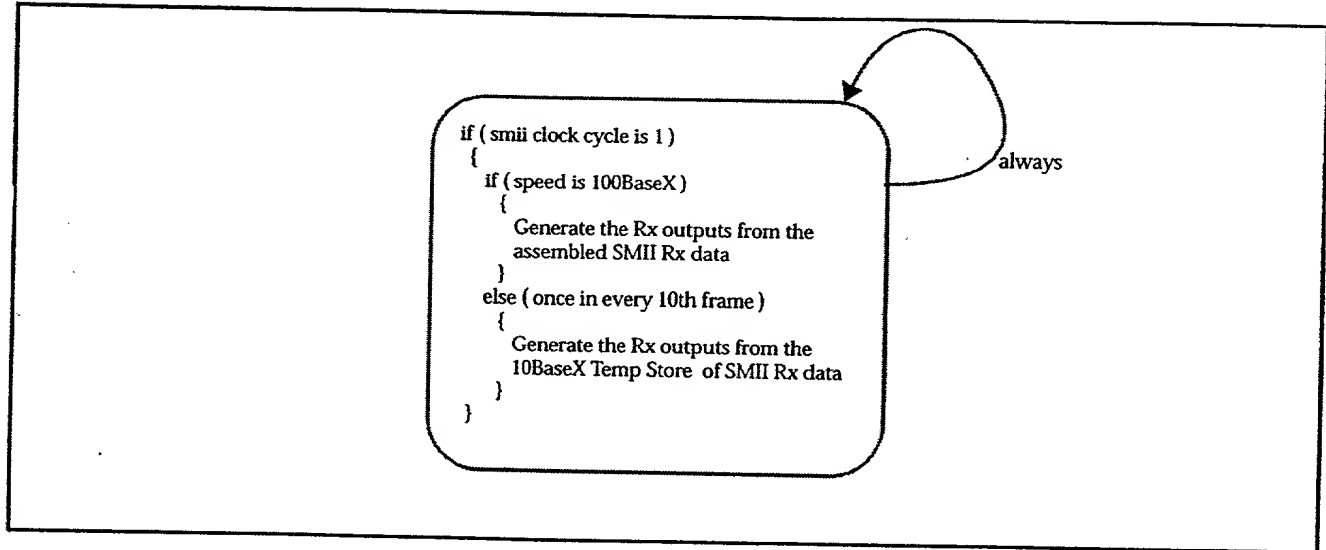 if ( smii clock cycle is 1 )
{
if ( speed is 100BaseX )
{
Generate the Rx outputs from the
assembled SMII Rx data
}
else ( once in every 10th frame )
{
Generate the Rx outputs from the
10BaseX Temp Store of SMII Rx data
}
}
always